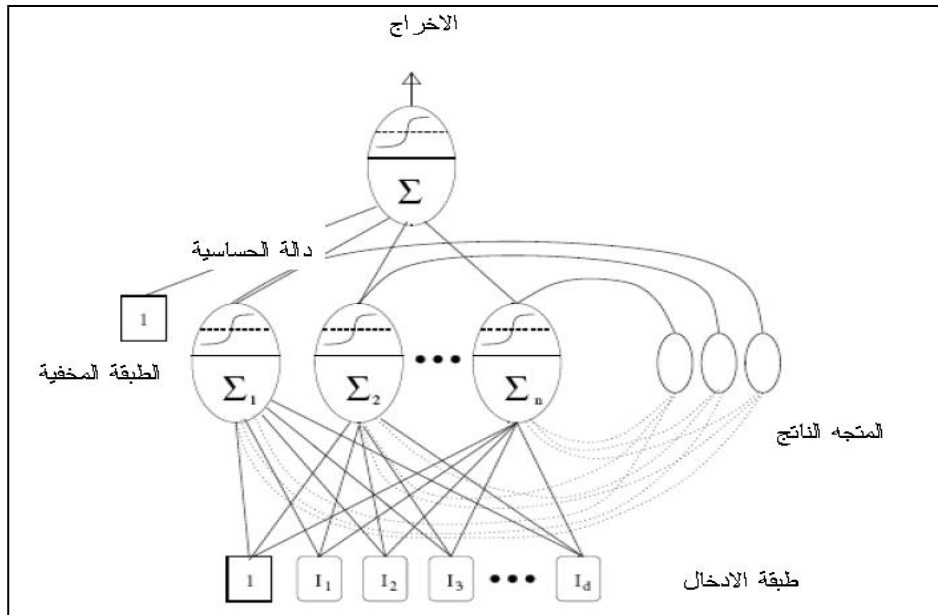 الاخراج
Σ
دالة الحساسية
1
Σ1 Σ2 Σn
الطبقة المخفية
المتجه الناتج
1 I1 I2 I3 Id
طبقة الادخال